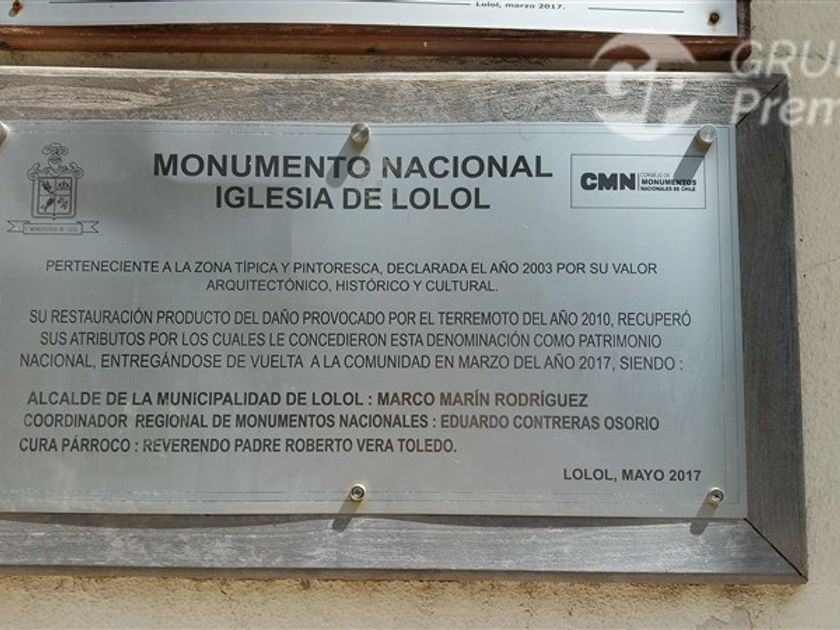 Lolol, marzo 2017.
GRU
Prem
MONUMENTO NACIONAL
IGLESIA DE LOLOL
CMN
CONSEJO DE
MONUMENTOS
NACIONALES DE CHILE
PERTENECIENTE A LA ZONA TÍPICA Y PINTORESCA, DECLARADA EL AÑO 2003 POR SU VALOR
ARQUITECTÓNICO, HISTÓRICO Y CULTURAL.
SU RESTAURACIÓN PRODUCTO DEL DAÑO PROVOCADO POR EL TERREMOTO DEL AÑO 2010, RECUPERÓ
SUS ATRIBUTOS POR LOS CUALES LE CONCEDIERON ESTA DENOMINACIÓN COMO PATRIMONIO
NACIONAL, ENTREGÁNDOSE DE VUELTA A LA COMUNIDAD EN MARZO DEL AÑO 2017, SIENDO :
ALCALDE DE LA MUNICIPALIDAD DE LOLOL : MARCO MARÍN RODRÍGUEZ
COORDINADOR REGIONAL DE MONUMENTOS NACIONALES : EDUARDO CONTRERAS OSORIO
CURA PÁRROCO : REVERENDO PADRE ROBERTO VERA TOLEDO.
LOLOL, MAYO 2017